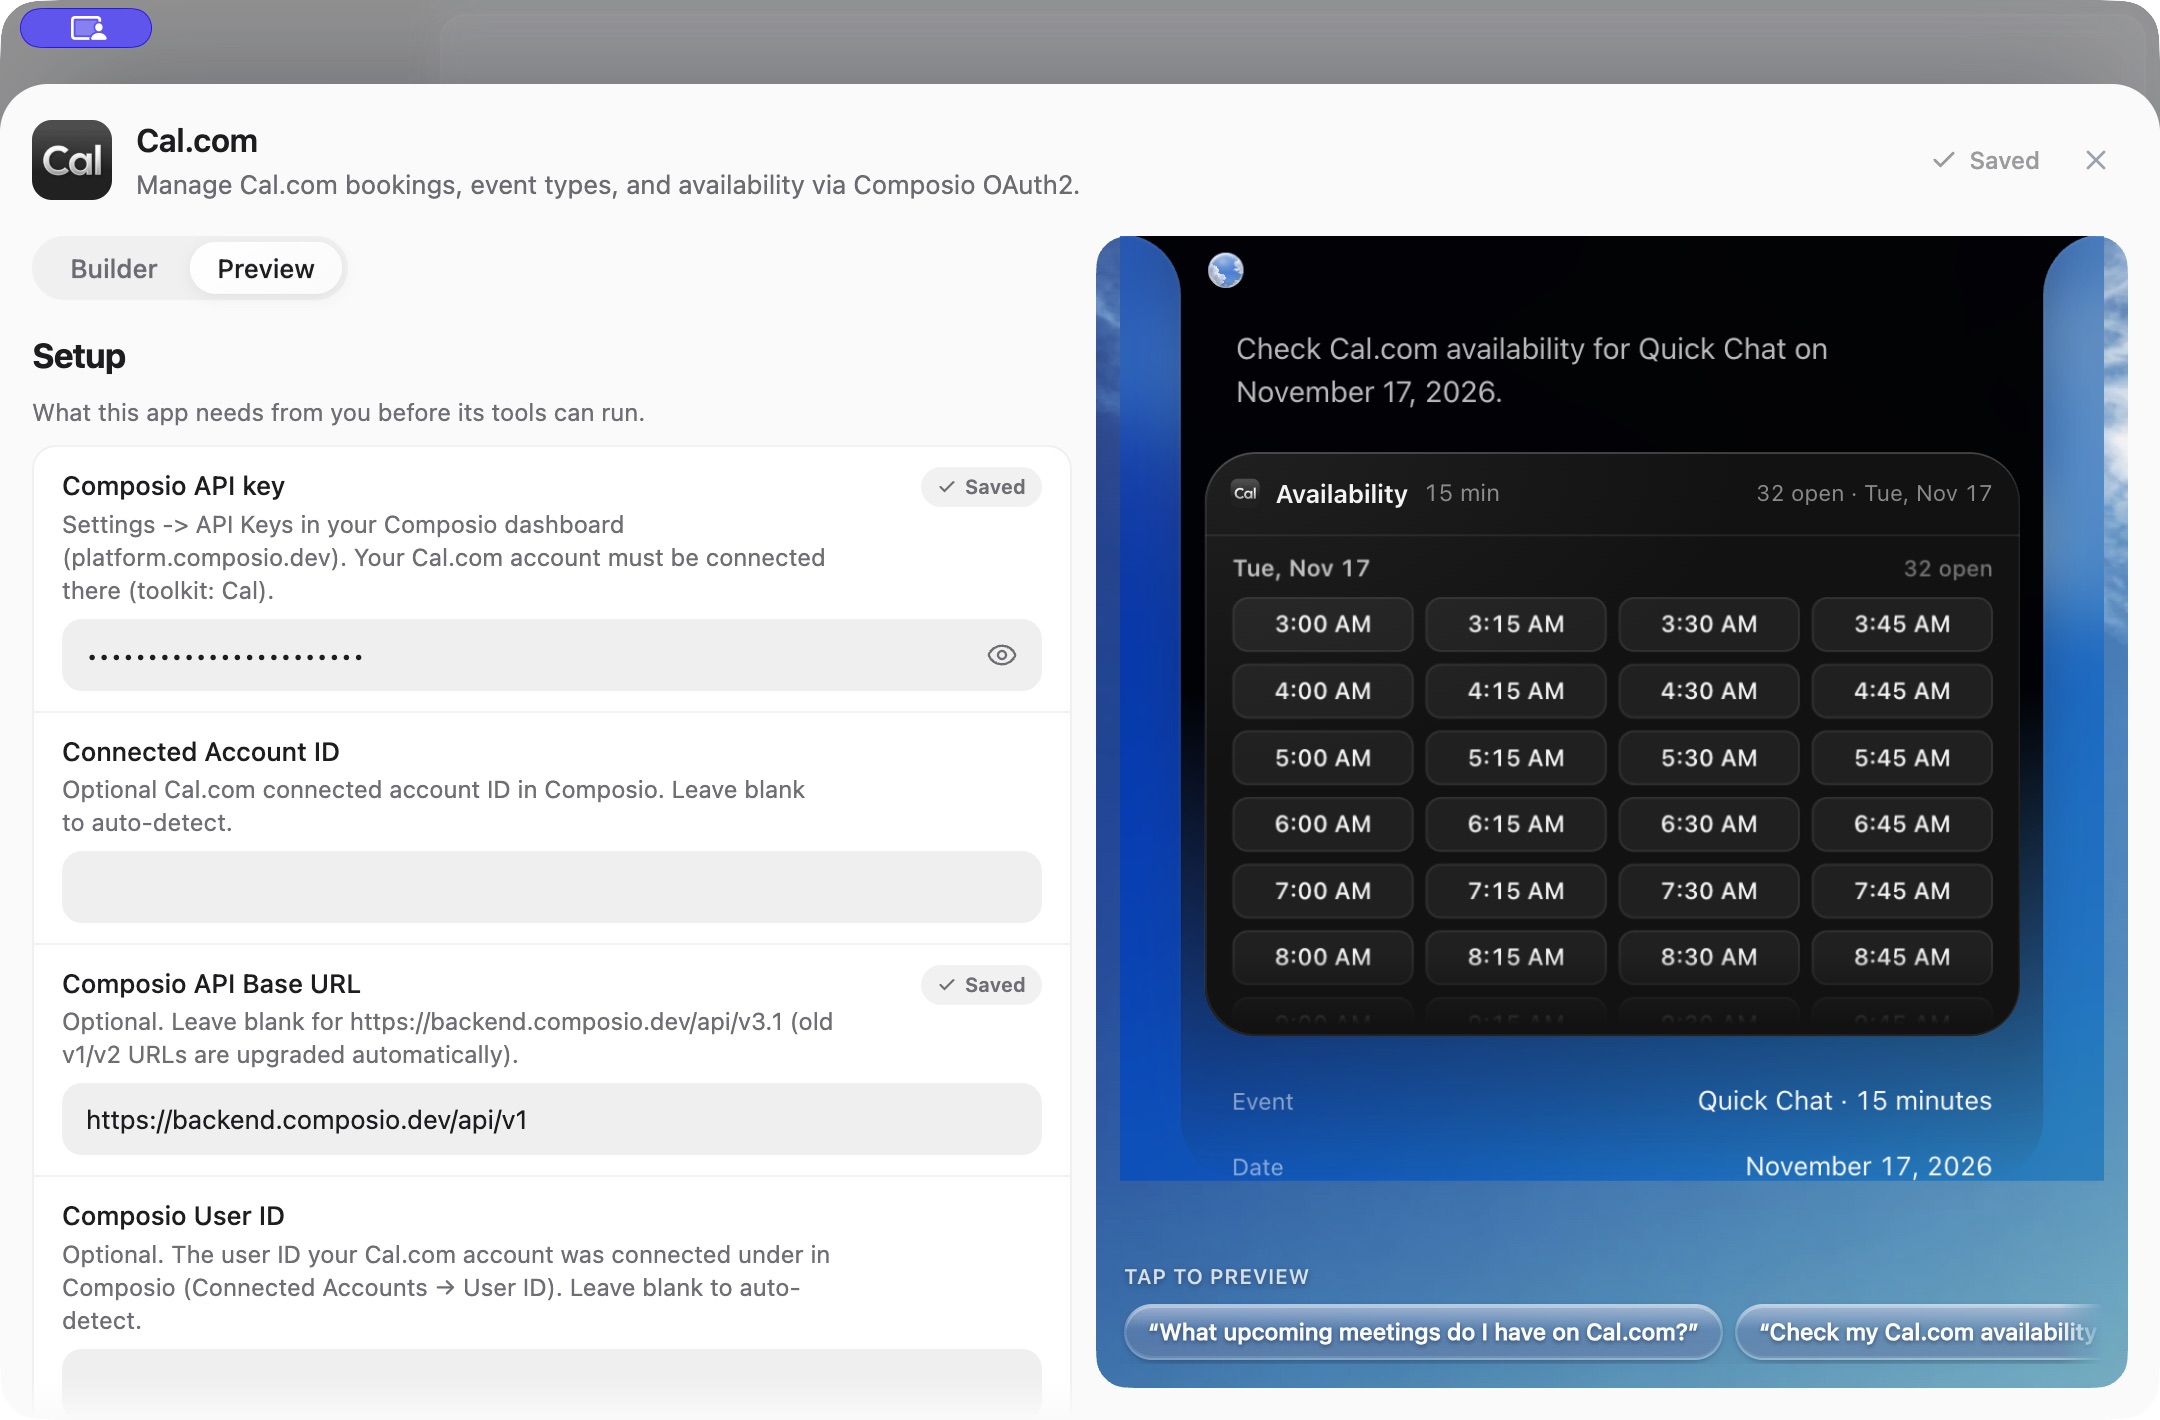 Cal
Cal.com
Manage Cal.com bookings, event types, and availability via Composio OAuth2.
Saved
Builder
Preview
Setup
What this app needs from you before its tools can run.
Composio API key
Saved
Settings -> API Keys in your Composio dashboard
(platform.composio.dev). Your Cal.com account must be connected
there (toolkit: Cal).
Connected Account ID
Optional Cal.com connected account ID in Composio. Leave blank
to auto-detect.
Composio API Base URL
Saved
Optional. Leave blank for https://backend.composio.dev/api/v3.1 (old
v1/v2 URLs are upgraded automatically).
https://backend.composio.dev/api/v1
Composio User ID
Optional. The user ID your Cal.com account was connected under in
Composio (Connected Accounts → User ID). Leave blank to auto-
detect.
Check Cal.com availability for Quick Chat on
November 17, 2026.
Cal Availability 15 min 32 open · Tue, Nov 17
Tue, Nov 17 32 open
3:00 AM 3:15 AM 3:30 AM 3:45 AM
4:00 AM 4:15 AM 4:30 AM 4:45 AM
5:00 AM 5:15 AM 5:30 AM 5:45 AM
6:00 AM 6:15 AM 6:30 AM 6:45 AM
7:00 AM 7:15 AM 7:30 AM 7:45 AM
8:00 AM 8:15 AM 8:30 AM 8:45 AM
9:00 AM 9:15 AM 9:30 AM 9:45 AM
Event Quick Chat · 15 minutes
Date November 17, 2026
TAP TO PREVIEW
“What upcoming meetings do I have on Cal.com?” “Check my Cal.com availability